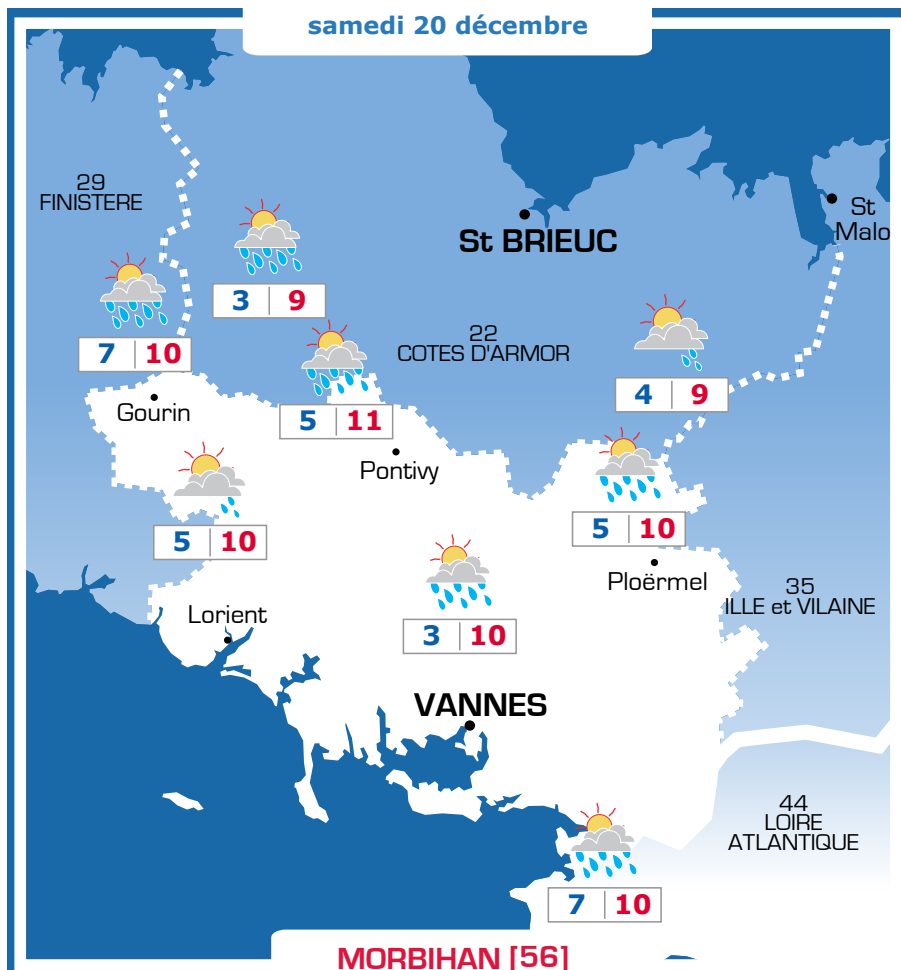 samedi 20 décembre
29
FINISTERE
St
Malo
St BRIEUC
3 9
7 10
22
COTES D'ARMOR
4 9
Gourin
5 11
Pontivy
5 10
5 10
Ploërmel
35
ILLE et VILAINE
Lorient
3 10
VANNES
44
LOIRE
ATLANTIQUE
7 10
MORBIHAN [56]